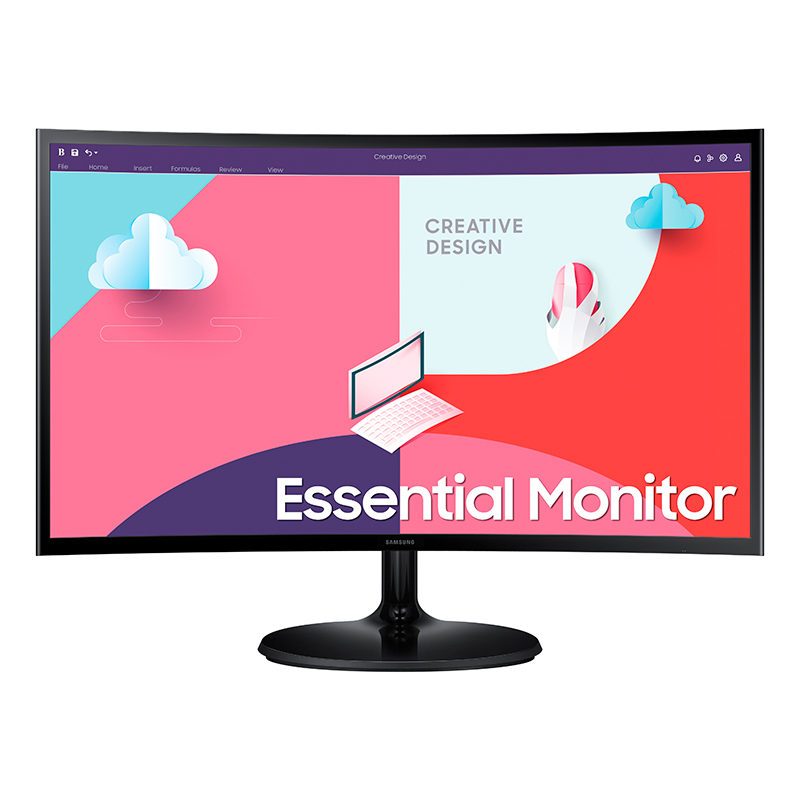 B
Creative Design
File Home Insert Formulas Review View
CREATIVE
DESIGN
Essential Monitor
SAMSUNG